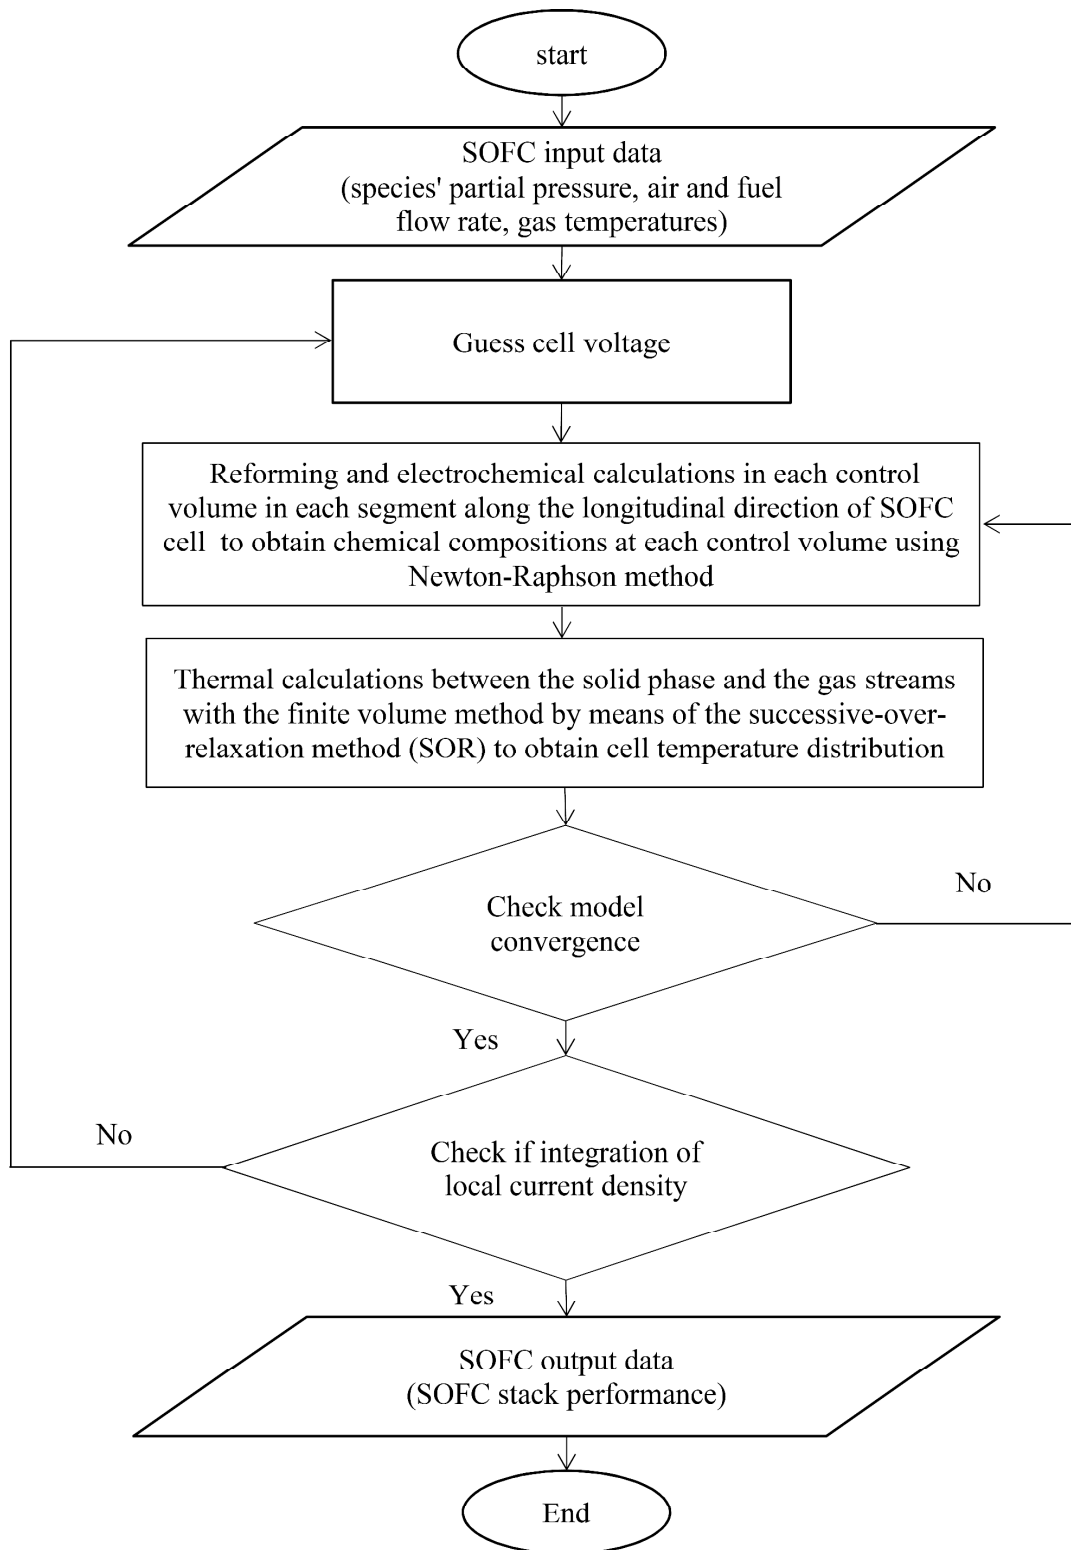 start
SOFC input data
(species' partial pressure, air and fuel
flow rate, gas temperatures)
Guess cell voltage
Reforming and electrochemical calculations in each control
volume in each segment along the longitudinal direction of SOFC
cell to obtain chemical compositions at each control volume using
Newton-Raphson method
Thermal calculations between the solid phase and the gas streams
with the finite volume method by means of the successive-over-
relaxation method (SOR) to obtain cell temperature distribution
No
Check model
convergence
Yes
No
Check if integration of
local current density
Yes
SOFC output data
(SOFC stack performance)
End